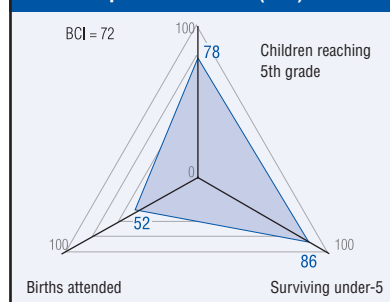 BCI = 72
100
78
Children reaching
5th grade
0
52
100
100
86
Births attended
Surviving under-5